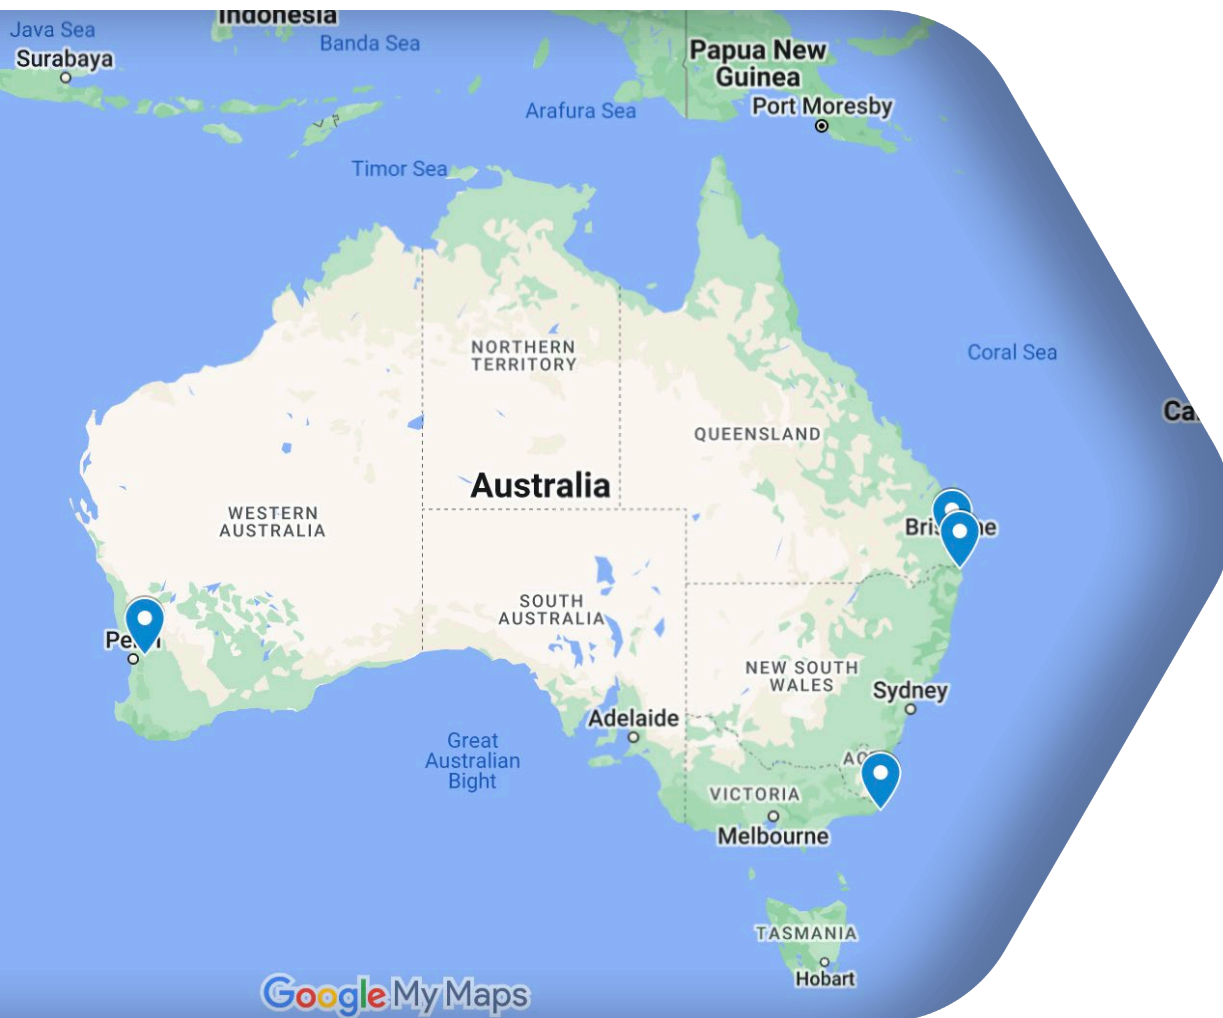 Indonesia
Java Sea
Banda Sea
Surabaya
Papua New
Guinea
Arafura Sea
Port Moresby
Timor Sea
NORTHERN
TERRITORY
Coral Sea
QUEENSLAND
Australia
WESTERN
AUSTRALIA
SOUTH
AUSTRALIA
NEW SOUTH
WALES
Sydney
Adelaide
Great
Australian
Bight
VICTORIA
Melbourne
TASMANIA
Hobart
Google My Maps